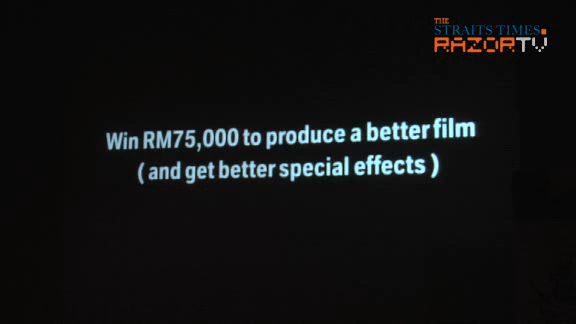 THE
STRAITS TIMES
RAZORTV
Win RM75,000 to produce a better film
( and get better special effects )